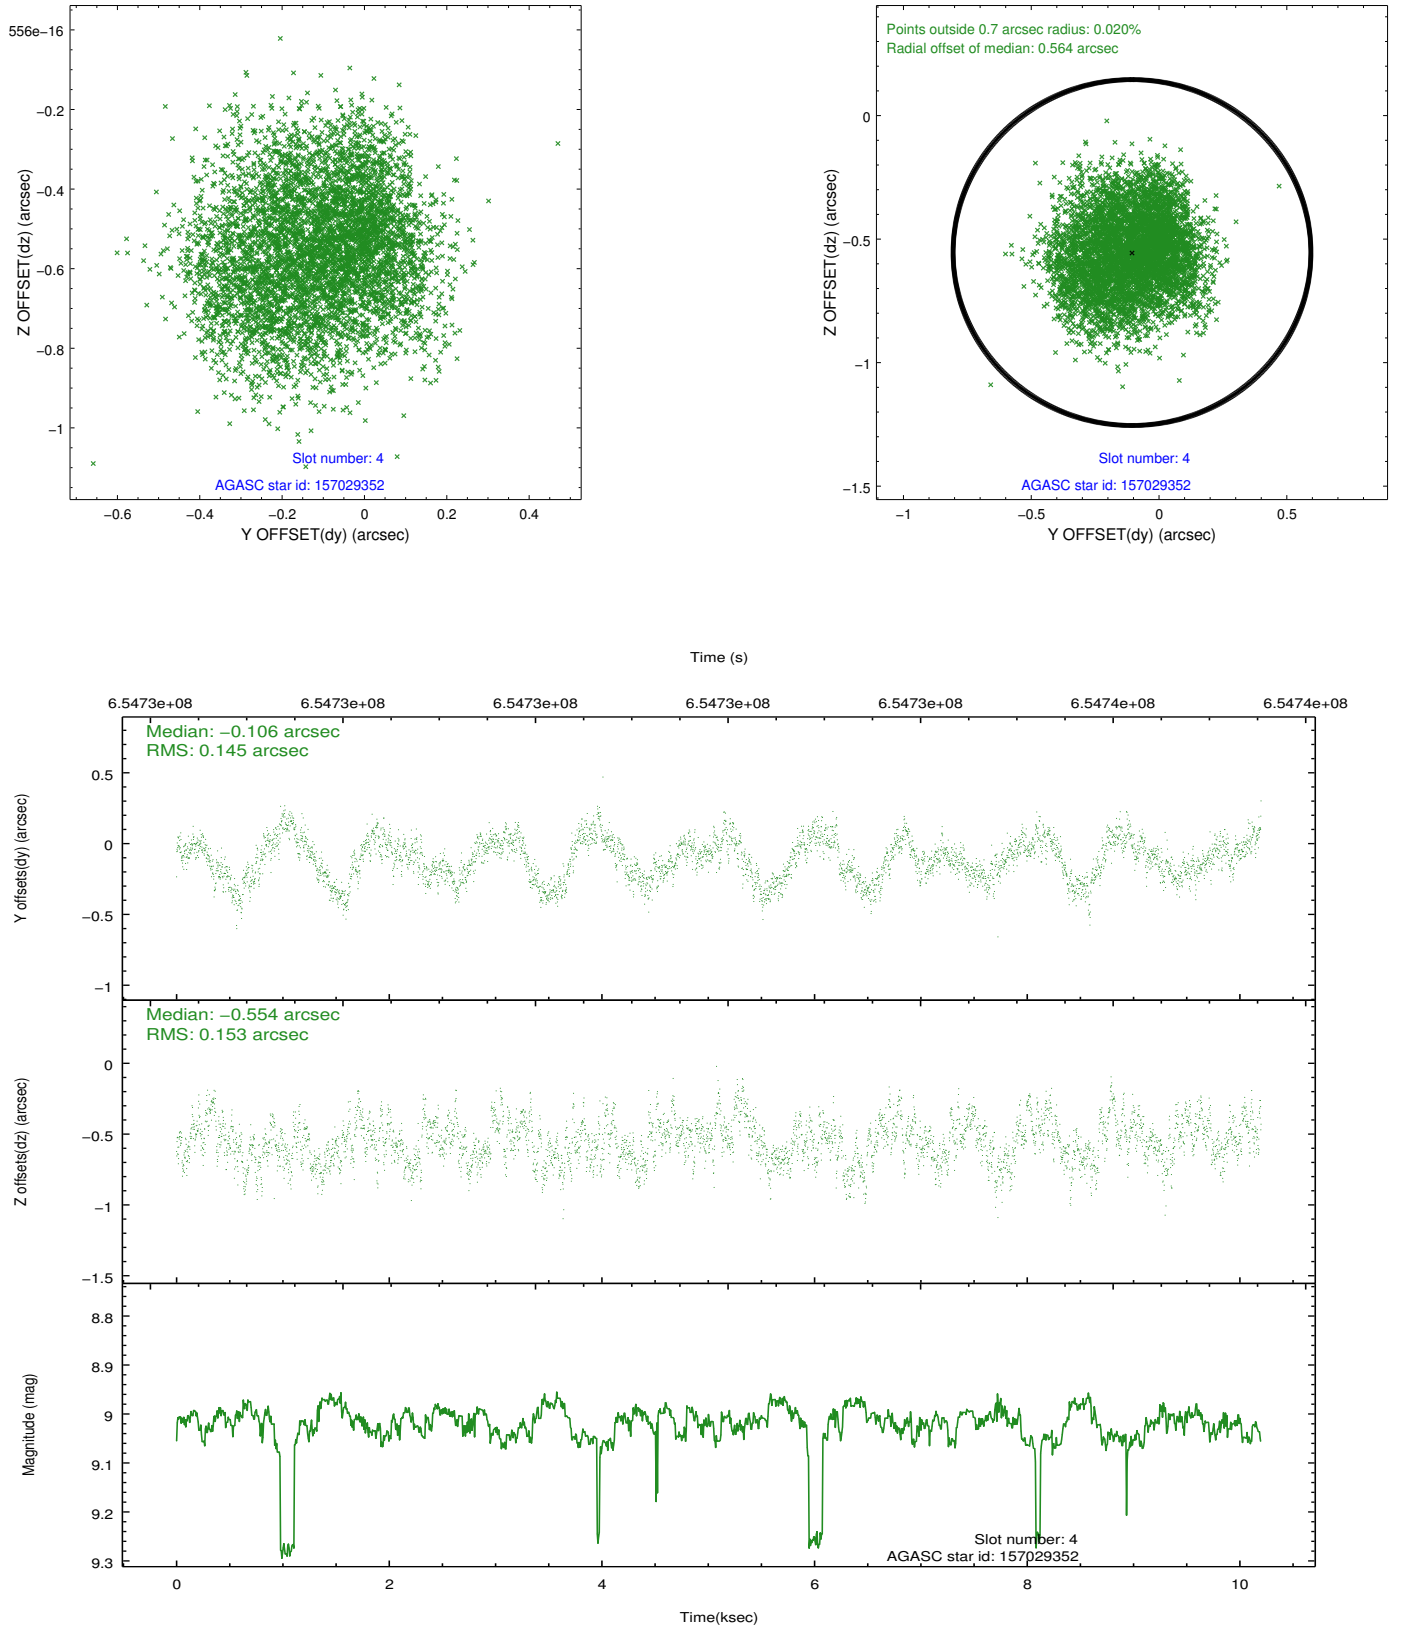 556e−16
−0.2
−0.4
−0.6
−0.8
−1
Z OFFSET(dz) (arcsec)
−0.6 −0.4 −0.2 0 0.2 0.4
Y OFFSET(dy) (arcsec)
Slot number: 4
AGASC star id: 157029352
Points outside 0.7 arcsec radius: 0.020%
Radial offset of median: 0.564 arcsec
0
−0.5
−1
−1.5
Z OFFSET(dz) (arcsec)
−1 −0.5 0 0.5
Y OFFSET(dy) (arcsec)
Slot number: 4
AGASC star id: 157029352
Time (s)
6.5473e+08 6.5473e+08 6.5473e+08 6.5473e+08 6.5473e+08 6.5474e+08 6.5474e+08
Median: −0.106 arcsec
RMS: 0.145 arcsec
0.5
0
−0.5
−1
Y offsets(dy) (arcsec)
Median: −0.554 arcsec
RMS: 0.153 arcsec
0
−0.5
−1
−1.5
Z offsets(dz) (arcsec)
8.8
8.9
9
9.1
9.2
9.3
Magnitude (mag)
Slot number: 4
AGASC star id: 157029352
0 2 4 6 8 10
Time(ksec)